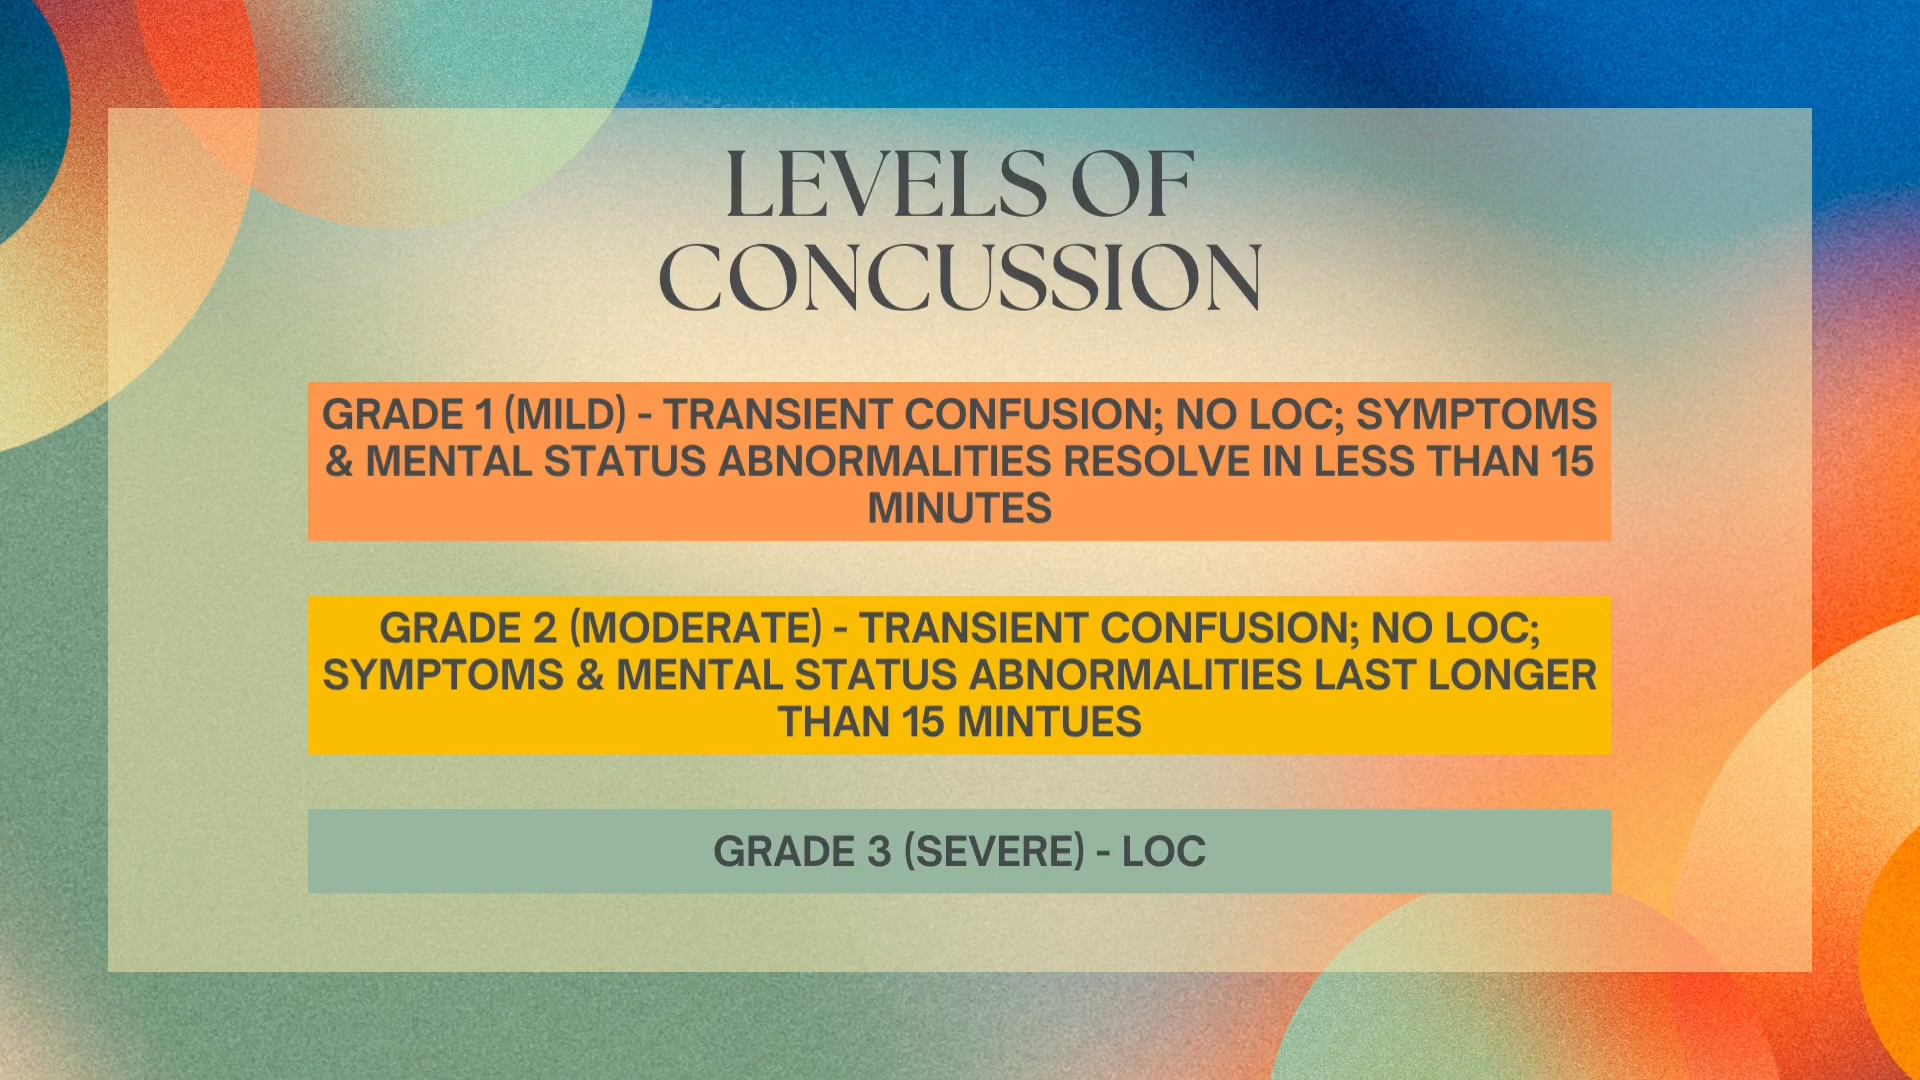 LEVELS OF
CONCUSSION
GRADE 1 (MILD) - TRANSIENT CONFUSION; NO LOC; SYMPTOMS
& MENTAL STATUS ABNORMALITIES RESOLVE IN LESS THAN 15
MINUTES
GRADE 2 (MODERATE) - TRANSIENT CONFUSION; NO LOC;
SYMPTOMS & MENTAL STATUS ABNORMALITIES LAST LONGER
THAN 15 MINTUES
GRADE 3 (SEVERE) - LOC